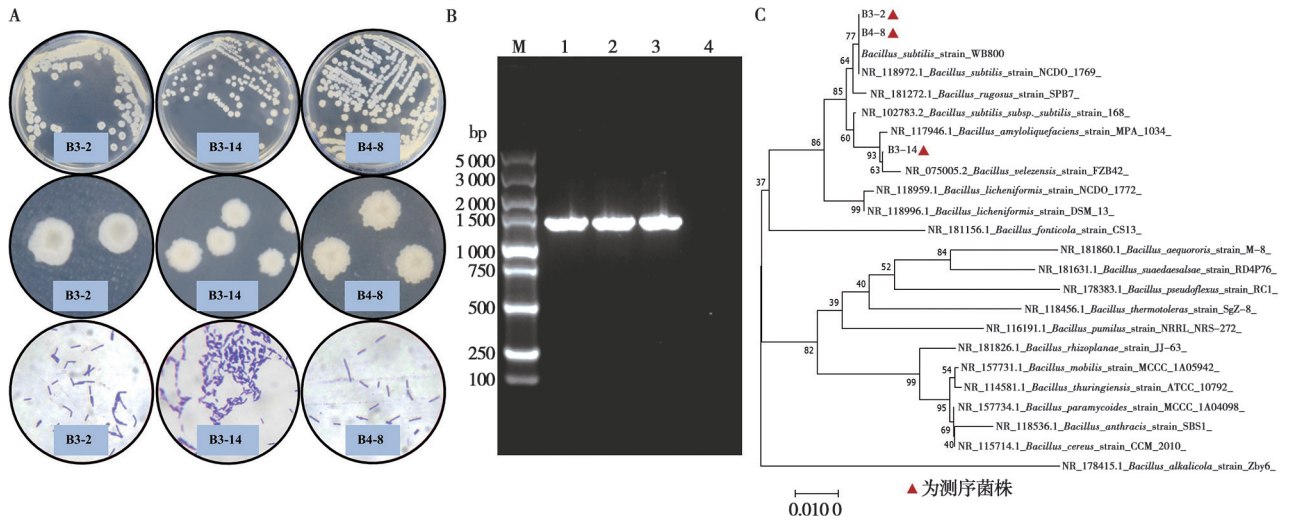 A
B3-2
B3-14
B4-8
B3-2
B3-14
B4-8
B3-2
B3-14
B4-8
B
M 1 2 3 4
bp
5 000
3 000
2 000
1 500
1 000
750
500
250
100
C
B3-2
B4-8
Bacillus_subtilis_strain_WB800
NR_118972.1_Bacillus_subtilis_strain_NCDO_1769_
NR_181272.1_Bacillus_rugosus_strain_SPB7_
NR_102783.2_Bacillus_subtilis_subsp._subtilis_strain_168_
NR_117946.1_Bacillus_amyloliquefaciens_strain_MPA_1034_
B3-14
NR_075005.2_Bacillus_velezensis_strain_FZB42_
NR_118959.1_Bacillus_licheniformis_strain_NCDO_1772_
NR_118996.1_Bacillus_licheniformis_strain_DSM_13_
NR_181156.1_Bacillus_fonticola_strain_CS13_
NR_181860.1_Bacillus_aequororis_strain_M-8_
NR_181631.1_Bacillus_suaedaesalsae_strain_RD4P76_
NR_178383.1_Bacillus_pseudoflexus_strain_RC1_
NR_118456.1_Bacillus_thermotoleras_strain_SgZ-8_
NR_116191.1_Bacillus_pumilus_strain_NRRL_NRS-272_
NR_181826.1_Bacillus_rhizoplanae_strain_JJ-63_
NR_157731.1_Bacillus_mobilis_strain_MCCC_1A05942_
NR_114581.1_Bacillus_thuringiensis_strain_ATCC_10792_
NR_157734.1_Bacillus_paramycoides_strain_MCCC_1A04098_
NR_118536.1_Bacillus_anthracis_strain_SBS1_
NR_115714.1_Bacillus_cereus_strain_CCM_2010_
NR_178415.1_Bacillus_alkalicola_strain_Zby6_
77
64
85
60
86
93
63
99
37
84
52
40
39
82
99
54
95
69
40
▲为测序菌株
0.010 0